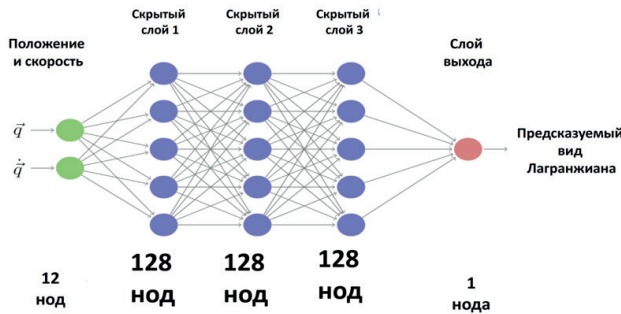 Положение
и скорость
Скрытый
слой 1
Скрытый
слой 2
Скрытый
слой 3
Слой
выхода
q⃗
q̇⃗
Предсказуемый
вид
Лагранжиана
12
нод
128
нод
128
нод
128
нод
1
нода